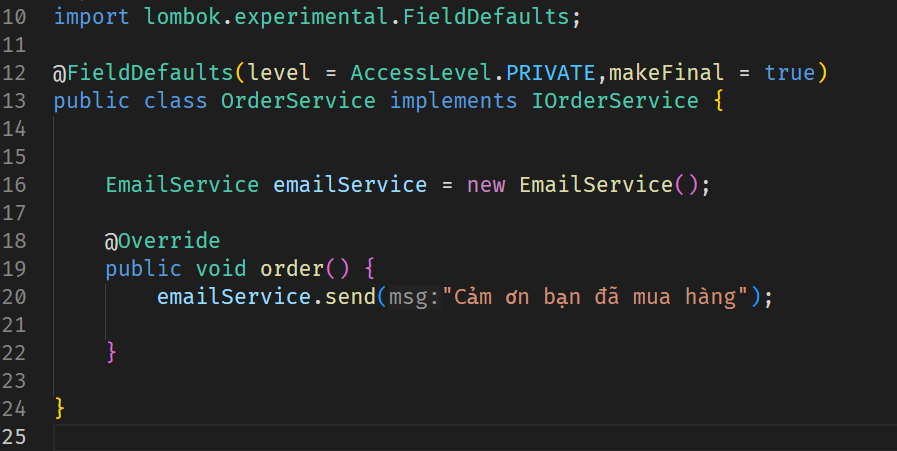 10 import lombok.experimental.FieldDefaults;
11
12 @FieldDefaults(level = AccessLevel.PRIVATE,makeFinal = true)
13 public class OrderService implements IOrderService {
14
15
16 EmailService emailService = new EmailService();
17
18 @Override
19 public void order() {
20 emailService.send(msg:"Cảm ơn bạn đã mua hàng");
21
22 }
23
24 }
25